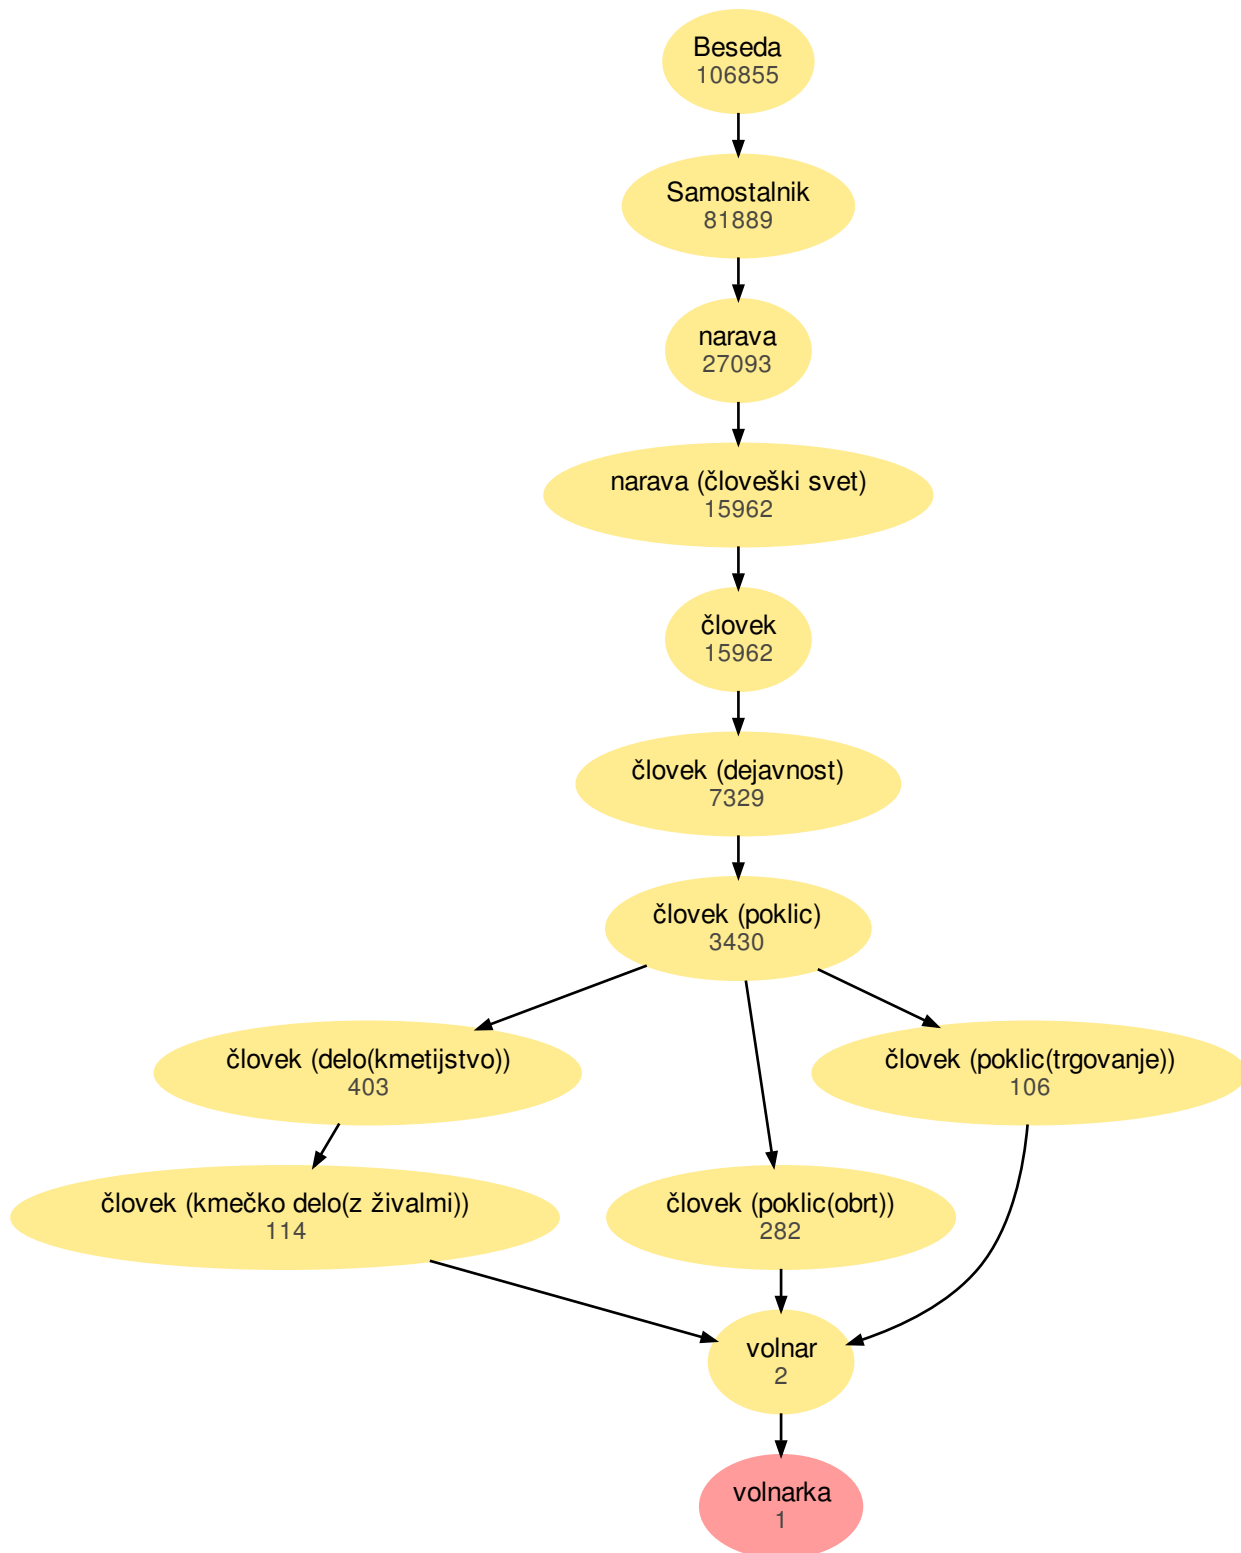 Beseda
106855
Samostalnik
81889
narava
27093
narava (človeški svet)
15962
človek
15962
človek (dejavnost)
7329
človek (poklic)
3430
človek (delo(kmetijstvo))
403
človek (poklic(trgovanje))
106
človek (kmečko delo(z živalmi))
114
človek (poklic(obrt))
282
volnar
2
volnarka
1